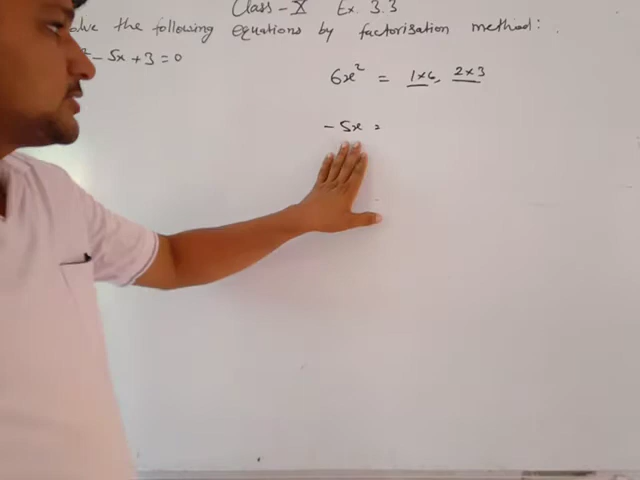 Class - X Ex. 3.3
the following equations by factorisation method:
- 5x + 3 = 0
6x² = 1×6, 2×3
- 5x =